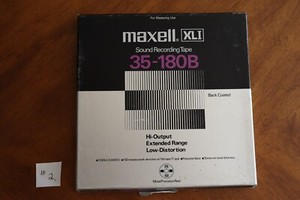 For Mastering Use
maxell. XLI
Sound Recording Tape
35-180B
Back Coated
Hi-Output
Extended Range
Low-Distortion
# 2